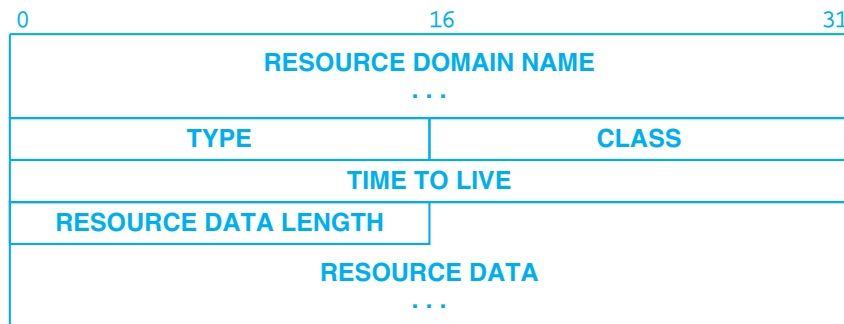 0 16 31
RESOURCE DOMAIN NAME
. . .
TYPE CLASS
TIME TO LIVE
RESOURCE DATA LENGTH
RESOURCE DATA
. . .